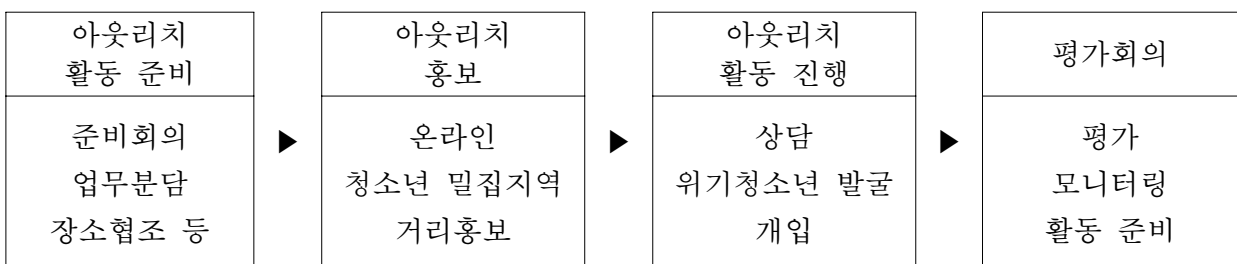 아웃리치
활동 준비
준비회의
업무분담
장소협조 등
▶
아웃리치
홍보
온라인
청소년 밀집지역
거리홍보
▶
아웃리치
활동 진행
상담
위기청소년 발굴
개입
▶
평가회의
평가
모니터링
활동 준비